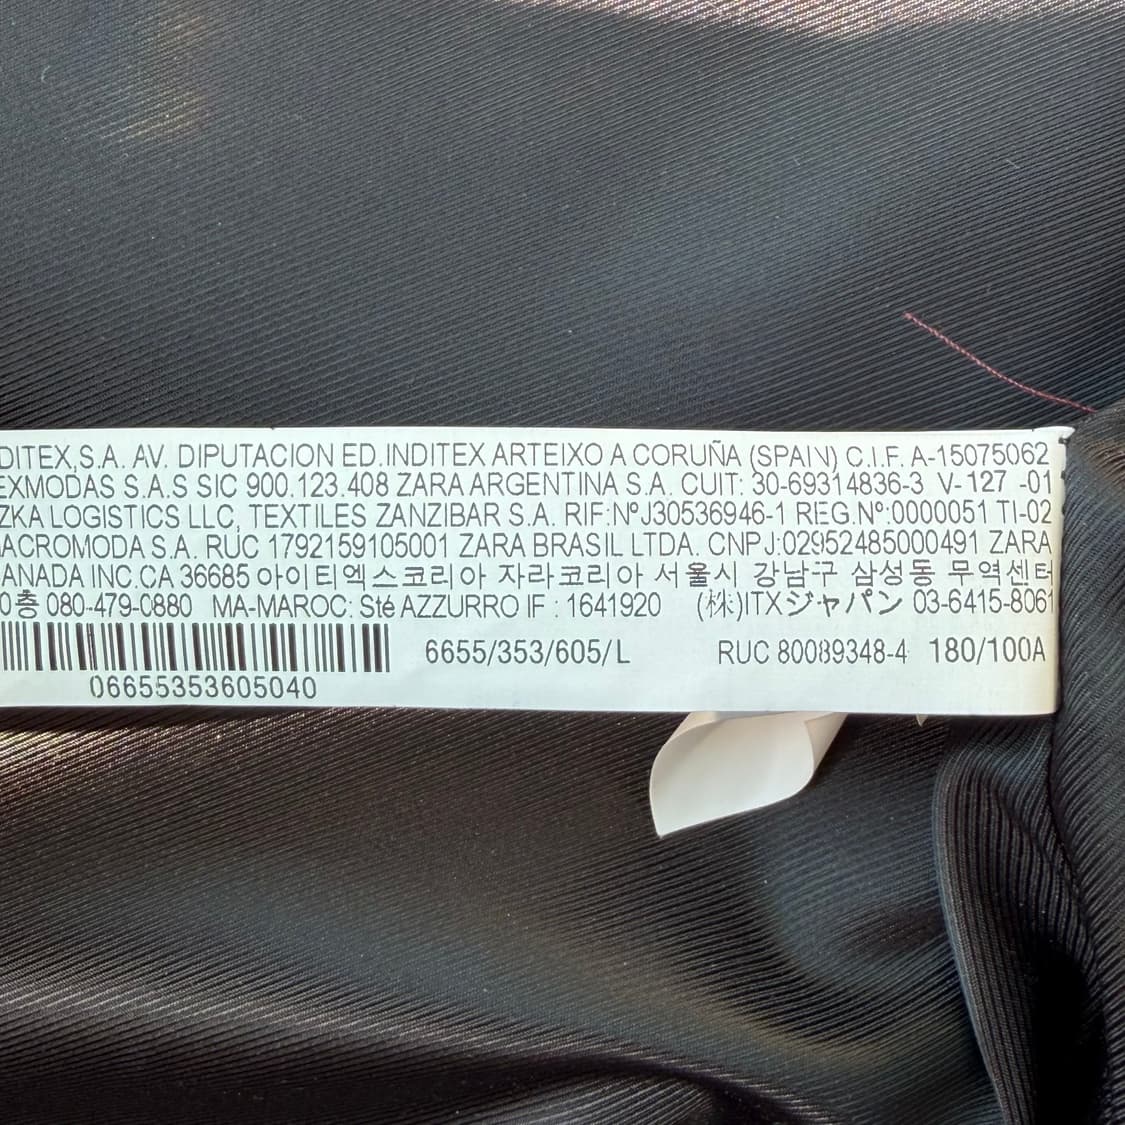 DITEX,S.A. AV. DIPUTACION ED.INDITEX ARTEIXO A CORUÑA (SPAIN) C.I.F. A-15075062
EXMODAS S.A.S SIC 900.123.408 ZARA ARGENTINA S.A. CUIT: 30-69314836-3 V-127 -01
ZKA LOGISTICS LLC, TEXTILES ZANZIBAR S.A. RIF:NºJ30536946-1 REG.Nº:0000051 TI-02
ACROMODA S.A. RUC 1792159105001 ZARA BRASIL LTDA. CNPJ:02952485000491 ZARA
ANADA INC.CA 36685 아이티엑스코리아 자라코리아 서울시 강남구 삼성동 무역센터
0층 080-479-0880 MA-MAROC: Sté AZZURRO IF : 1641920 (株)ITXジャパン 03-6415-8061
6655/353/605/L RUC 80089348-4 180/100A
06655353605040